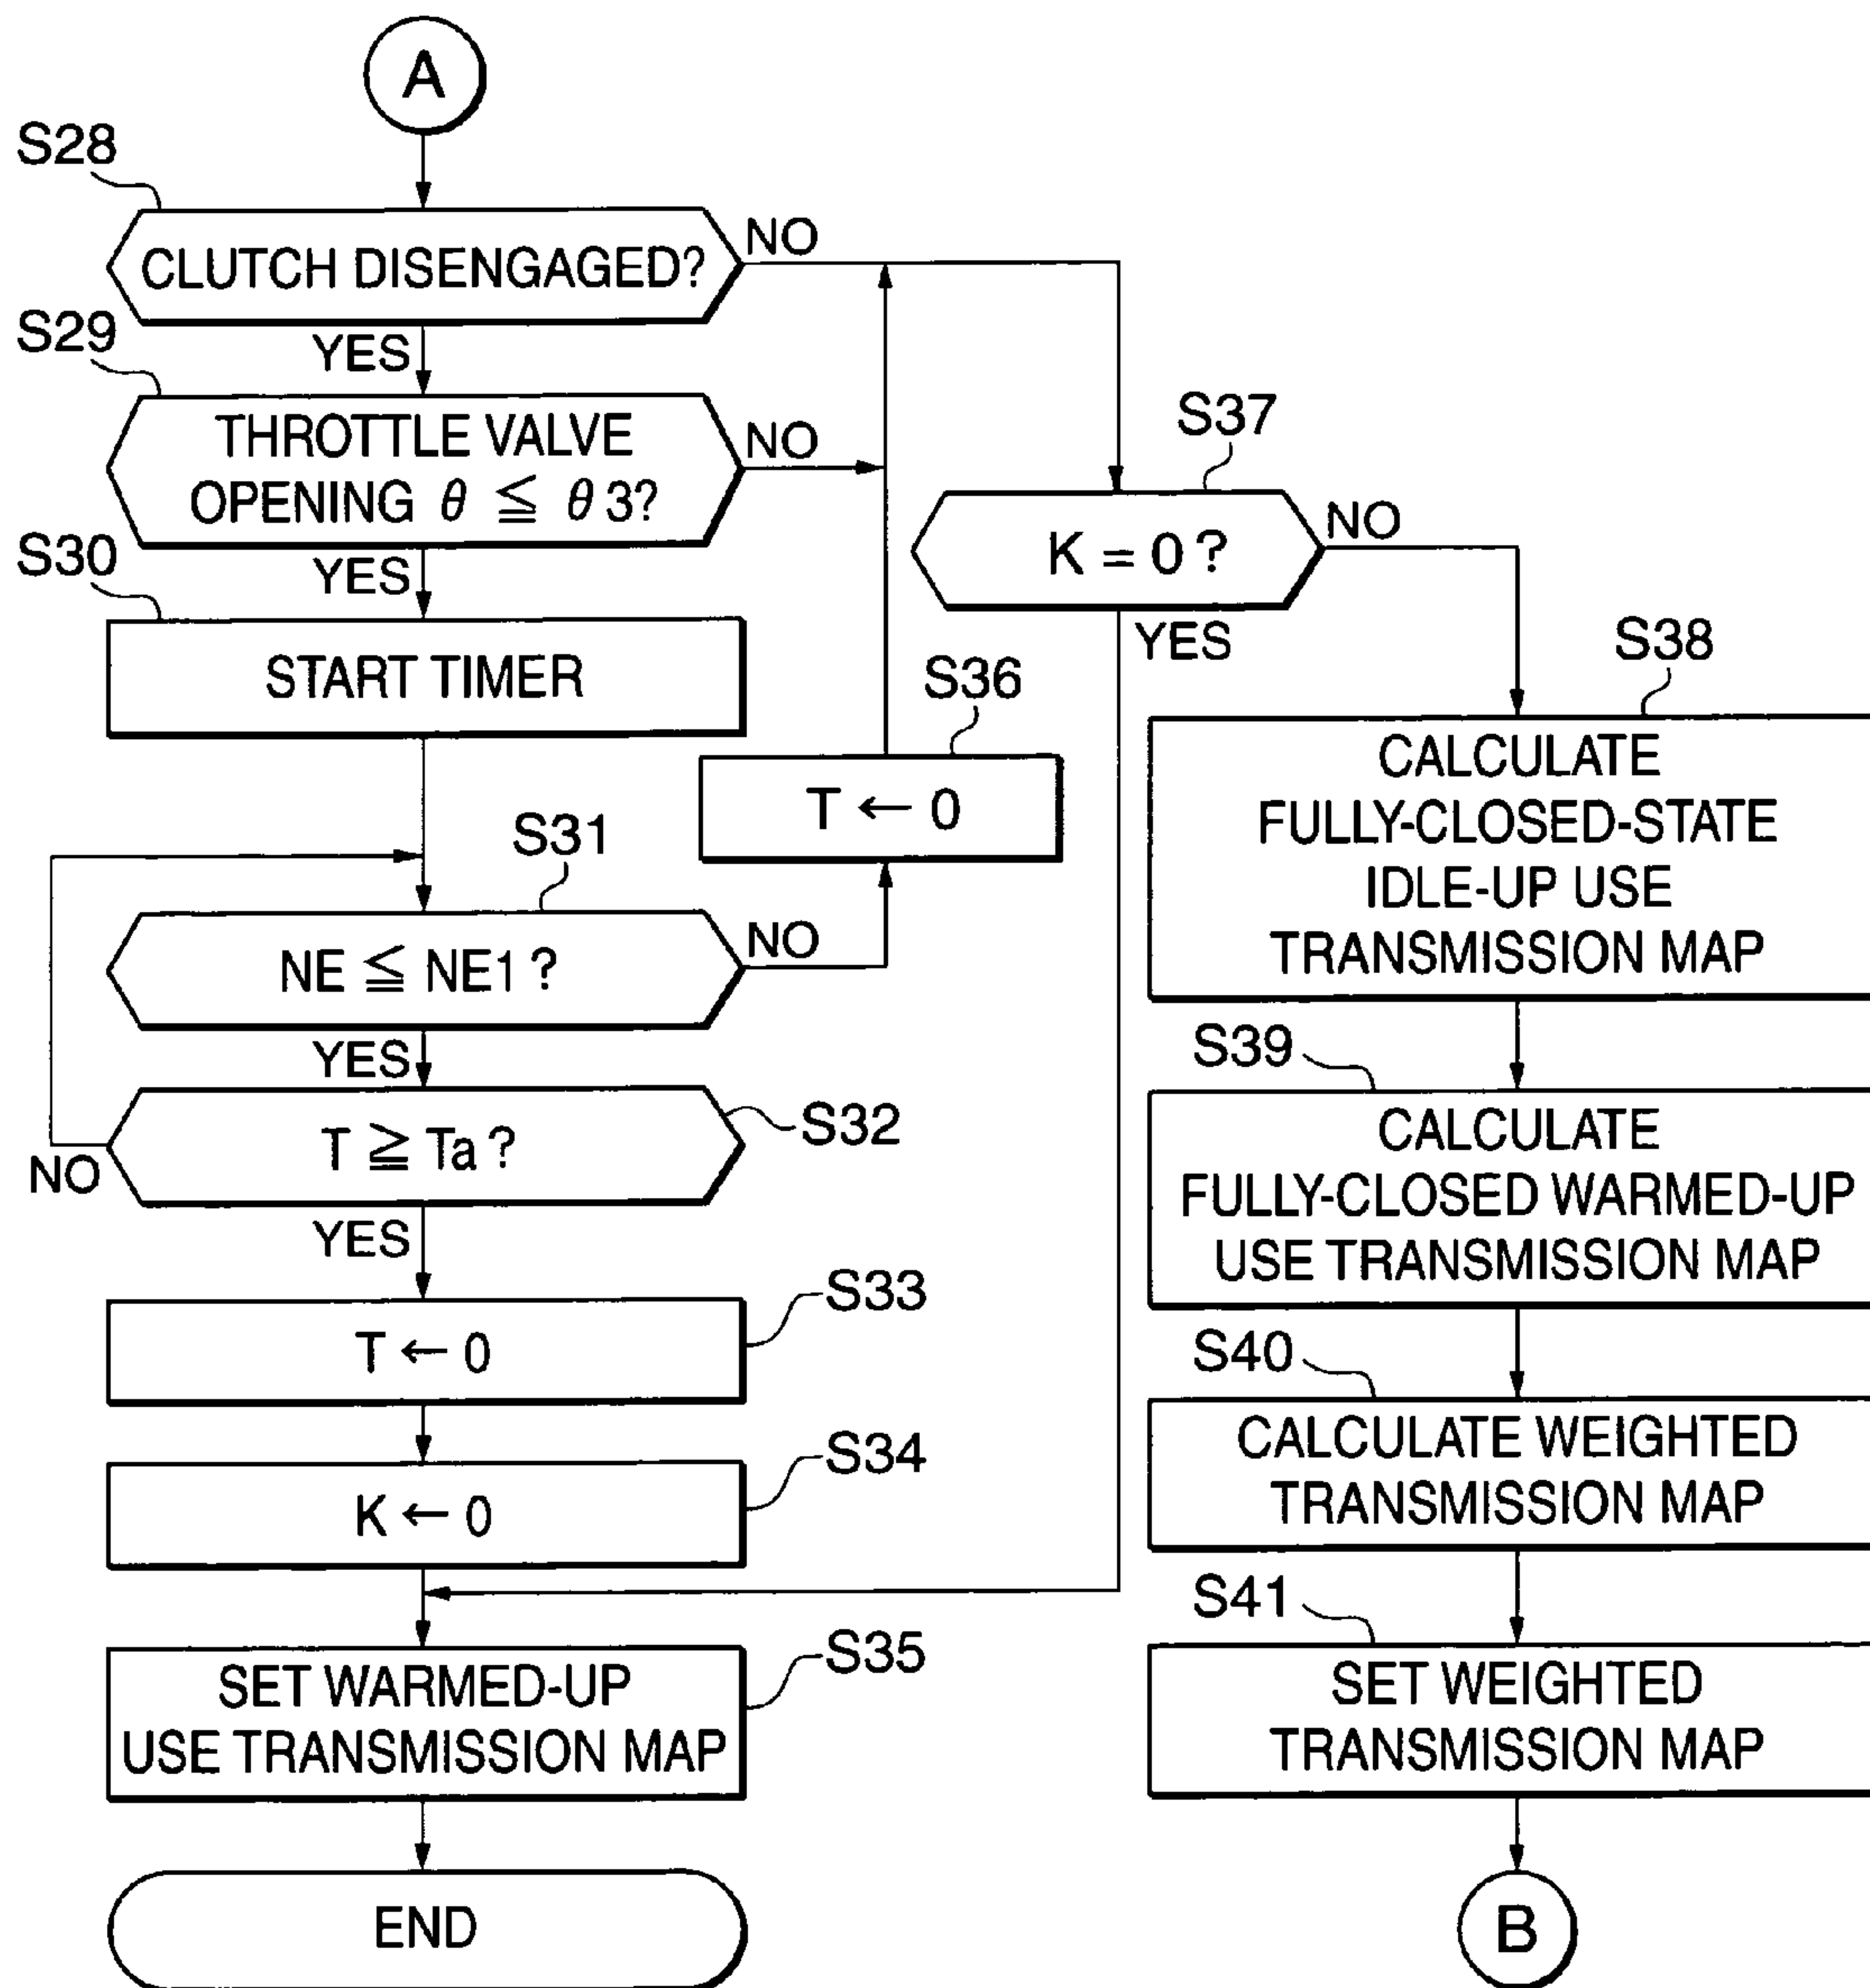 A
S28
CLUTCH DISENGAGED?
NO
YES
S29
THROTTLE VALVE
OPENING θ ≦ θ3?
NO
YES
S30
START TIMER
S31
NE ≦ NE1?
NO
YES
S32
T ≧ Ta?
NO
YES
S33
T ← 0
S34
K ← 0
S35
SET WARMED-UP
USE TRANSMISSION MAP
END
S36
T ← 0
S37
K = 0?
NO
YES
S38
CALCULATE
FULLY-CLOSED-STATE
IDLE-UP USE
TRANSMISSION MAP
S39
CALCULATE
FULLY-CLOSED WARMED-UP
USE TRANSMISSION MAP
S40
CALCULATE WEIGHTED
TRANSMISSION MAP
S41
SET WEIGHTED
TRANSMISSION MAP
B